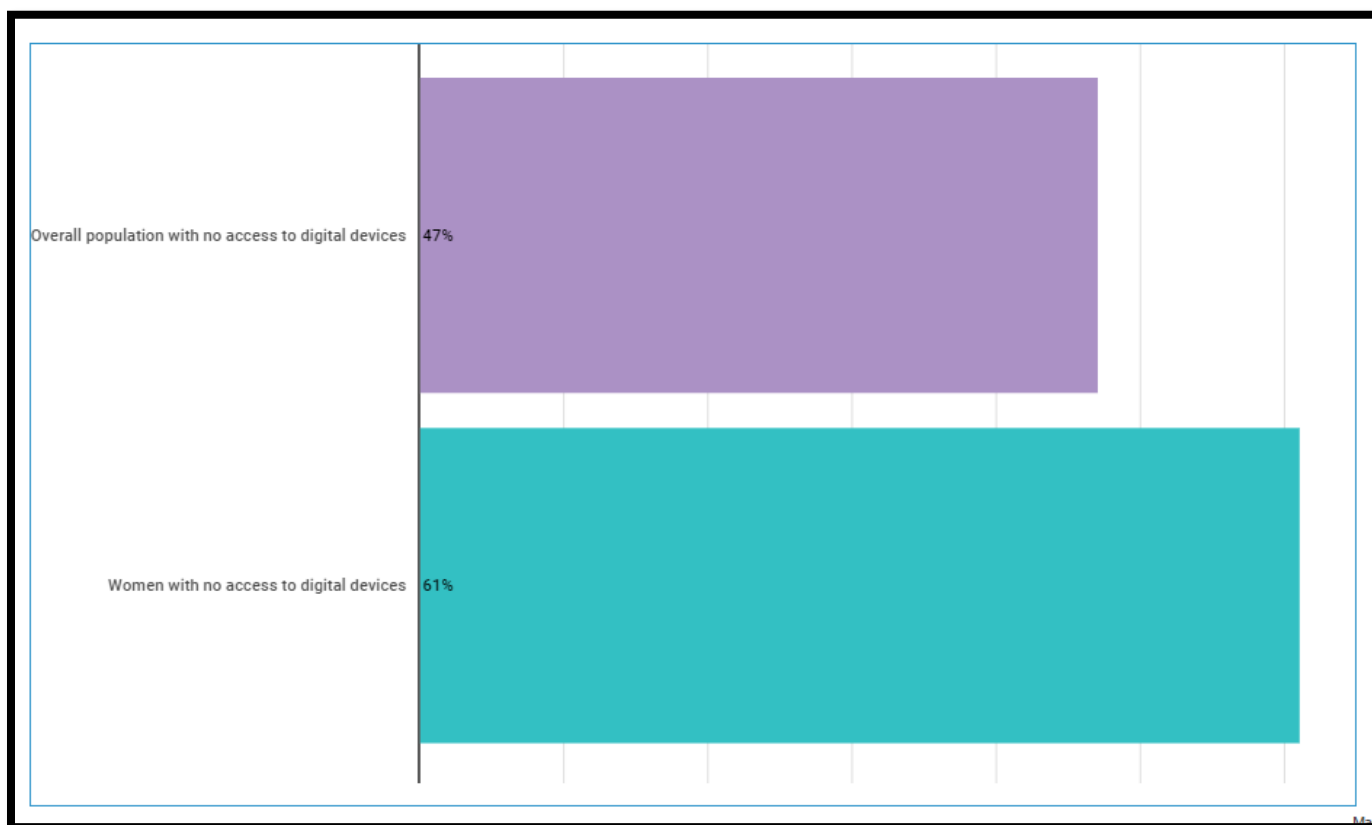 Overall population with no access to digital devices 47%
Women with no access to digital devices 61%